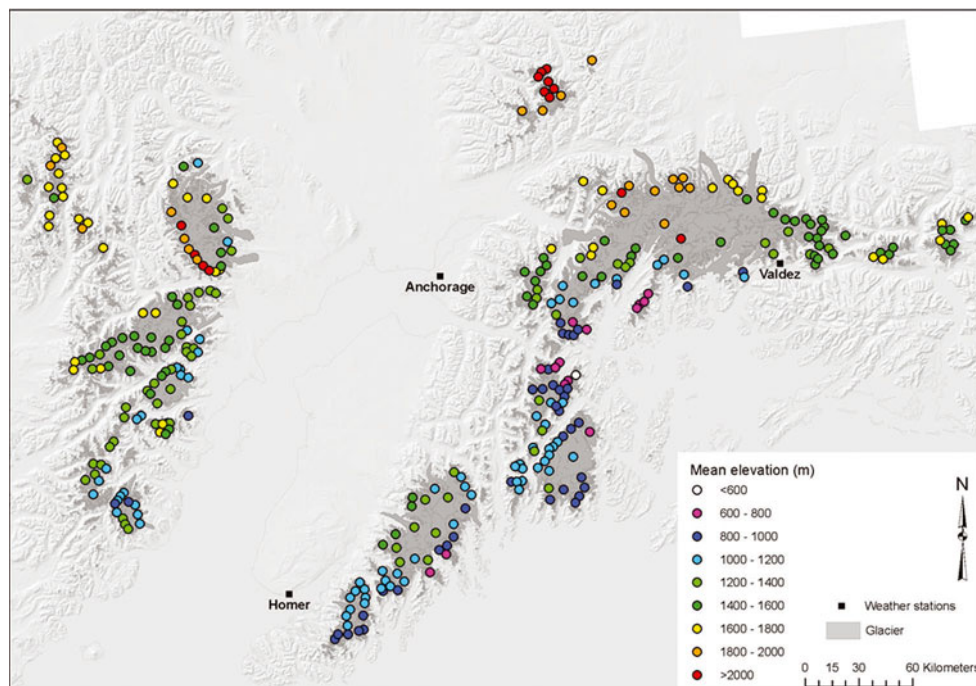 Anchorage
Valdez
Homer
Mean elevation (m)
<600
600 - 800
800 - 1000
1000 - 1200
1200 - 1400
1400 - 1600
1600 - 1800
1800 - 2000
>2000
N
Weather stations
Glacier
0 15 30 60 Kilometers